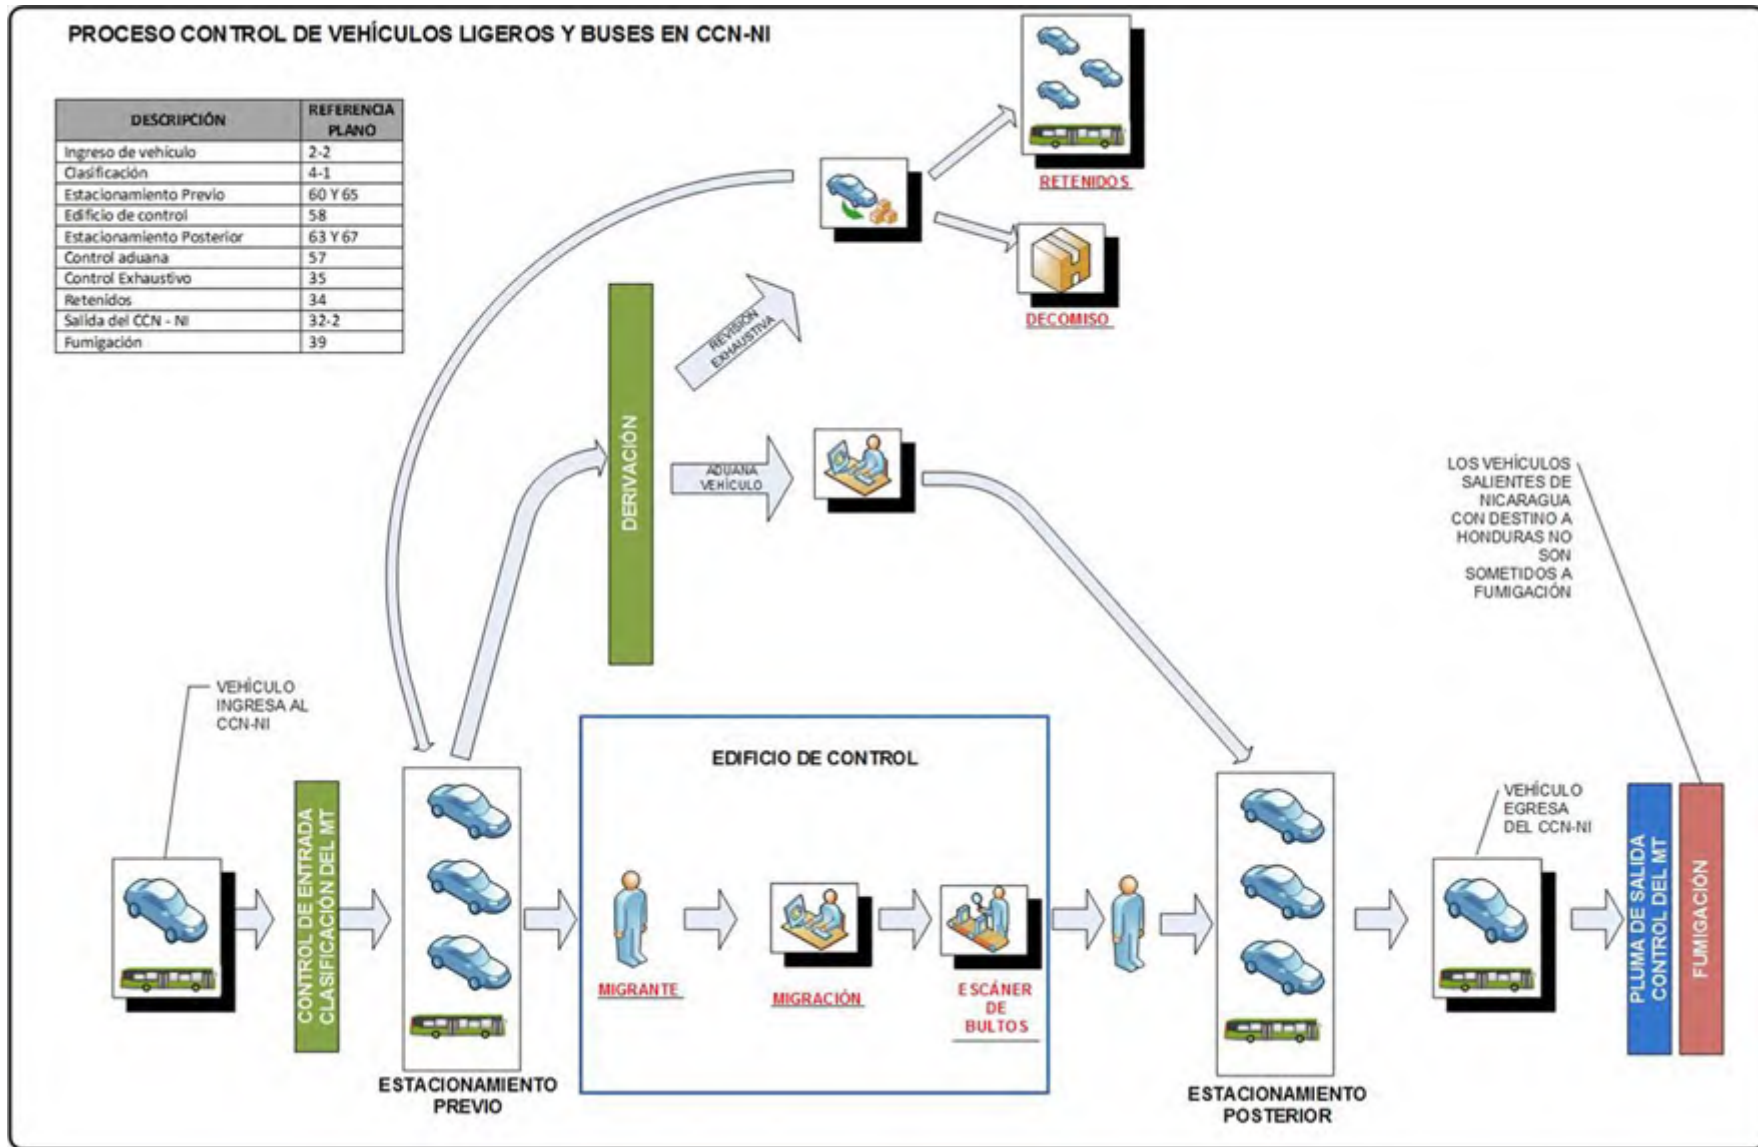 PROCESO CONTROL DE VEHÍCULOS LIGEROS Y BUSES EN CCN-NI
DESCRIPCIÓN REFERENCIA PLANO
Ingreso de vehículo 2-2
Clasificación 4-1
Estacionamiento Previo 60 Y 65
Edificio de control 58
Estacionamiento Posterior 63 Y 67
Control aduana 57
Control Exhaustivo 35
Retenidos 34
Salida del CCN - NI 32-2
Fumigación 39
RETENIDOS
DECOMISO
REVISIÓN
EXHAUSTIVA
DERIVACIÓN
ADUANA
VEHÍCULO
LOS VEHÍCULOS
SALIENTES DE
NICARAGUA
CON DESTINO A
HONDURAS NO
SON
SOMETIDOS A
FUMIGACIÓN
VEHÍCULO
INGRESA AL
CCN-NI
CONTROL DE ENTRADA
CLASIFICACIÓN DEL MT
ESTACIONAMIENTO
PREVIO
EDIFICIO DE CONTROL
MIGRANTE
MIGRACIÓN
ESCÁNER
DE
BULTOS
ESTACIONAMIENTO
POSTERIOR
VEHÍCULO
EGRESA
DEL CCN-NI
PLUMA DE SALIDA
CONTROL DEL MT
FUMIGACIÓN